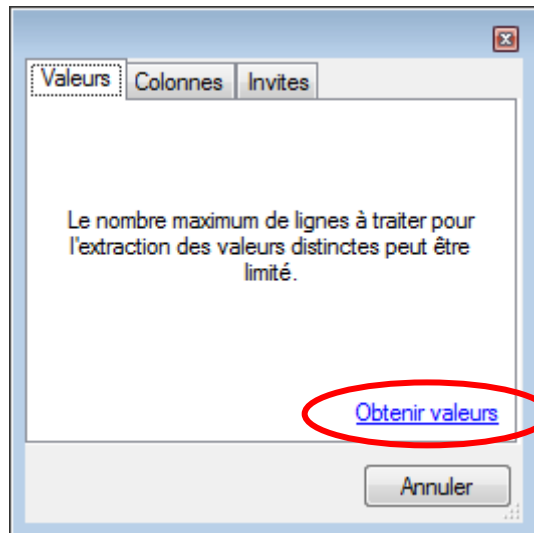 Valeurs Colonnes Invites
Le nombre maximum de lignes à traiter pour
l'extraction des valeurs distinctes peut être
limité.
Obtenir valeurs
Annuler